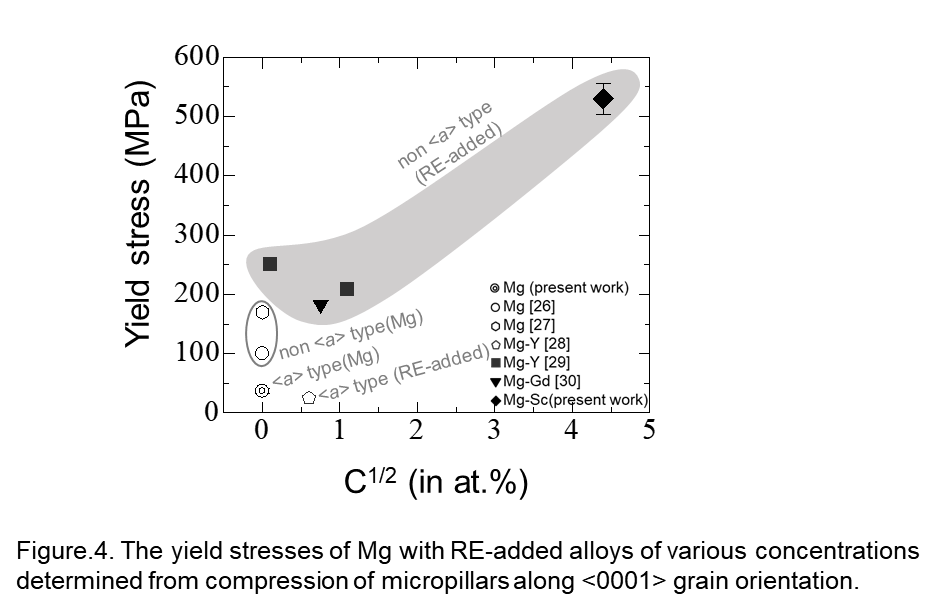 600
500
400
300
200
100
0
Yield stress (MPa)
non <a> type
(RE-added)
non <a> type(Mg)
<a> type(Mg)
<a> type (RE-added)
Mg (present work)
Mg [26]
Mg [27]
Mg-Y [28]
Mg-Y [29]
Mg-Gd [30]
Mg-Sc(present work)
0 1 2 3 4 5
C1/2 (in at.%)
Figure.4. The yield stresses of Mg with RE-added alloys of various concentrations
determined from compression of micropillars along <0001> grain orientation.